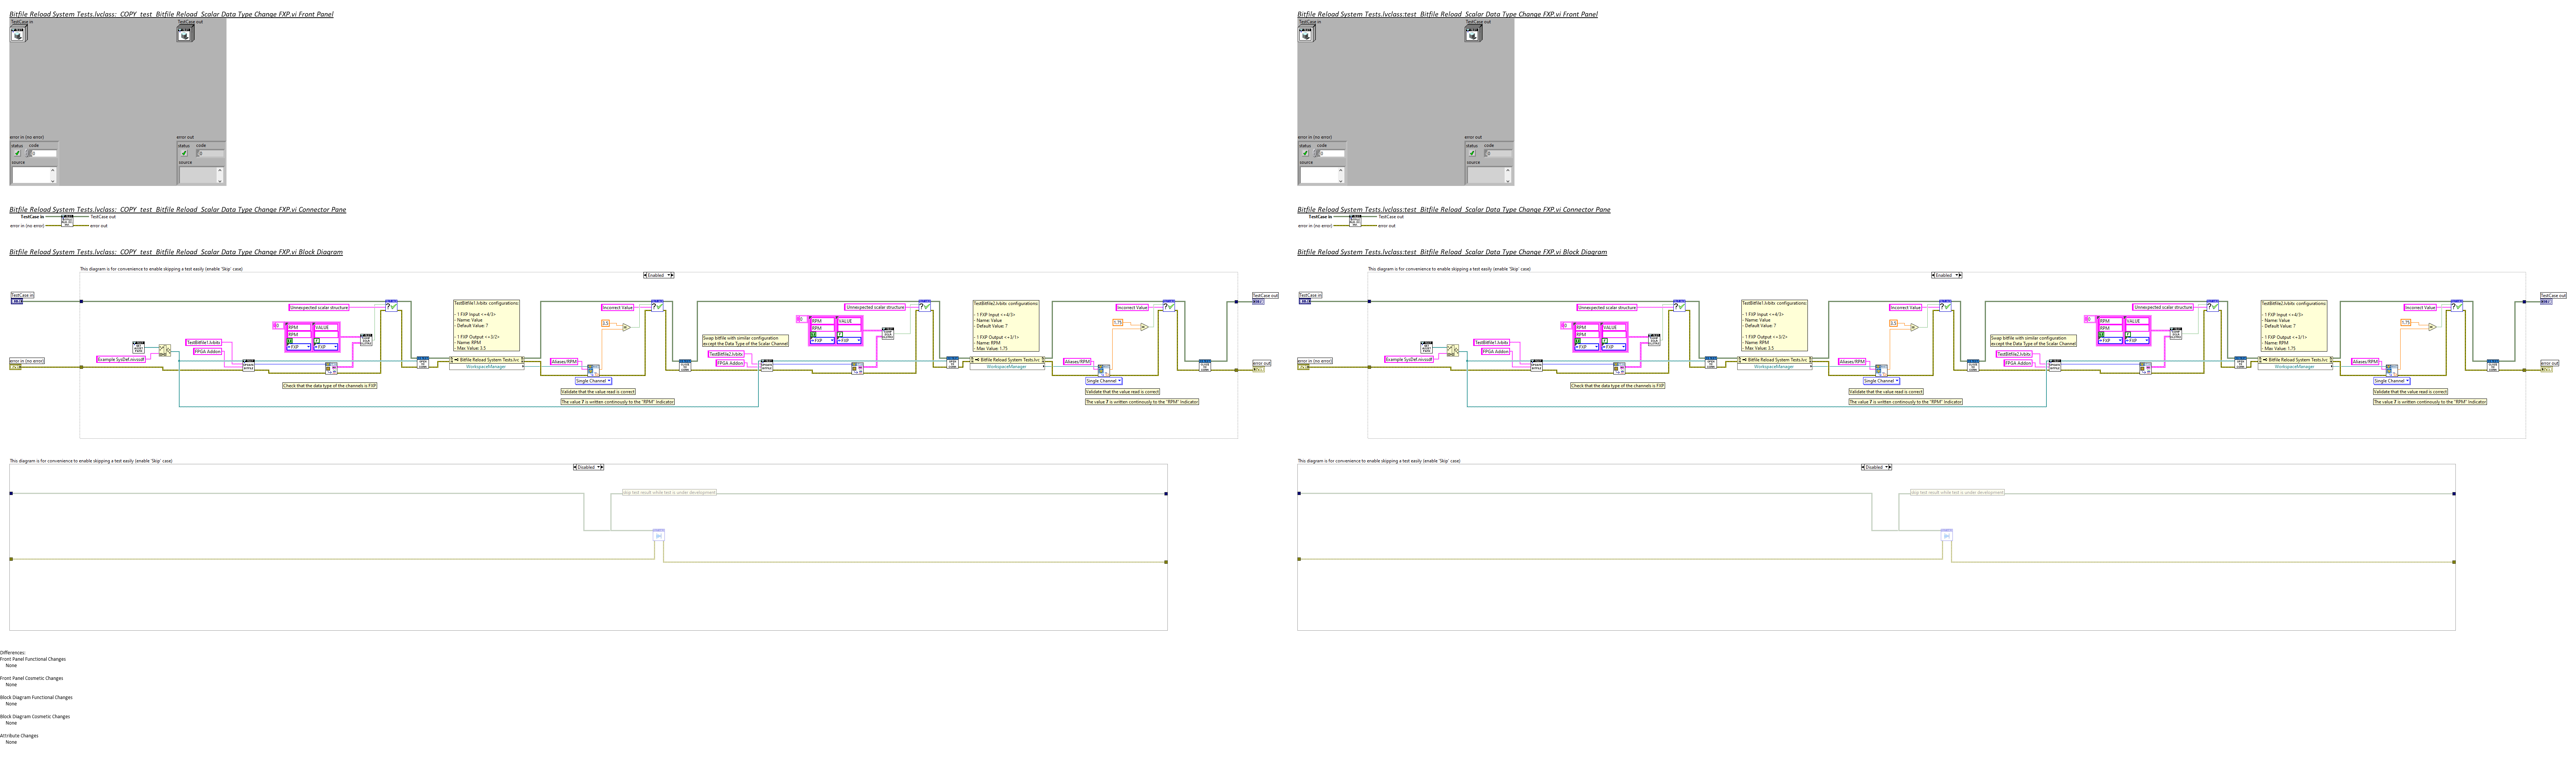 Bitfile Reload System Tests.lvclass:_COPY_test_Bitfile Reload_Scalar Data Type Change FXP.vi Front Panel
TestCase in
TestCase out
error in (no error)
error out
status code
status code
0
0
source
source
Bitfile Reload System Tests.lvclass:_COPY_test_Bitfile Reload_Scalar Data Type Change FXP.vi Connector Pane
TestCase in
TestCase out
error in (no error)
error out
Bitfile Reload System Tests.lvclass:_COPY_test_Bitfile Reload_Scalar Data Type Change FXP.vi Block Diagram
This diagram is for convenience to enable skipping a test easily (enable 'Skip' case)
Enabled
TestCase in
TestCase out
Unexpected scalar structure
RPM
VALUE
RPM
FXP
FXP
TestBitfile1.lvbitx
FPGA Addon
Example SysDef.nivssdf
error in (no error)
Check that the data type of the channels is FXP
TestBitfile1.lvbitx configurations:
- 1 FXP Input <+4/3>
- Name: Value
- Default Value: 7
- 1 FXP Output <+3/2>
- Name: RPM
- Max Value: 3.5
Bitfile Reload System Tests.lvc
WorkspaceManager
Incorrect Value
3.5
Aliases/RPM
Single Channel
Validate that the value read is correct
The value 7 is written continously to the "RPM" Indicator
Swap bitfile with similar configuration
except the Data Type of the Scalar Channel
TestBitfile2.lvbitx
FPGA Addon
Unexpected scalar structure
RPM
VALUE
RPM
FXP
FXP
TestBitfile2.lvbitx configurations:
- 1 FXP Input <+4/3>
- Name: Value
- Default Value: 7
- 1 FXP Output <+3/1>
- Name: RPM
- Max Value: 1.75
Bitfile Reload System Tests.lvc
WorkspaceManager
Incorrect Value
1.75
Aliases/RPM
Single Channel
Validate that the value read is correct
The value 7 is written continously to the "RPM" Indicator
error out
This diagram is for convenience to enable skipping a test easily (enable 'Skip' case)
Disabled
skip test result while test is under development
Differences:
Front Panel Functional Changes:
None
Front Panel Cosmetic Changes
None
Block Diagram Functional Changes
None
Block Diagram Cosmetic Changes
None
Attribute Changes
None
Bitfile Reload System Tests.lvclass:test_Bitfile Reload_Scalar Data Type Change FXP.vi Front Panel
TestCase in
TestCase out
error in (no error)
error out
status code
status code
0
0
source
source
Bitfile Reload System Tests.lvclass:test_Bitfile Reload_Scalar Data Type Change FXP.vi Connector Pane
TestCase in
TestCase out
error in (no error)
error out
Bitfile Reload System Tests.lvclass:test_Bitfile Reload_Scalar Data Type Change FXP.vi Block Diagram
This diagram is for convenience to enable skipping a test easily (enable 'Skip' case)
Enabled
TestCase in
TestCase out
Unexpected scalar structure
RPM
VALUE
RPM
FXP
FXP
TestBitfile1.lvbitx
FPGA Addon
Example SysDef.nivssdf
error in (no error)
Check that the data type of the channels is FXP
TestBitfile1.lvbitx configurations:
- 1 FXP Input <+4/3>
- Name: Value
- Default Value: 7
- 1 FXP Output <+3/2>
- Name: RPM
- Max Value: 3.5
Bitfile Reload System Tests.lvc
WorkspaceManager
Incorrect Value
3.5
Aliases/RPM
Single Channel
Validate that the value read is correct
The value 7 is written continously to the "RPM" Indicator
Swap bitfile with similar configuration
except the Data Type of the Scalar Channel
TestBitfile2.lvbitx
FPGA Addon
Unexpected scalar structure
RPM
VALUE
RPM
FXP
FXP
TestBitfile2.lvbitx configurations:
- 1 FXP Input <+4/3>
- Name: Value
- Default Value: 7
- 1 FXP Output <+3/1>
- Name: RPM
- Max Value: 1.75
Bitfile Reload System Tests.lvc
WorkspaceManager
Incorrect Value
1.75
Aliases/RPM
Single Channel
Validate that the value read is correct
The value 7 is written continously to the "RPM" Indicator
error out
This diagram is for convenience to enable skipping a test easily (enable 'Skip' case)
Disabled
skip test result while test is under development